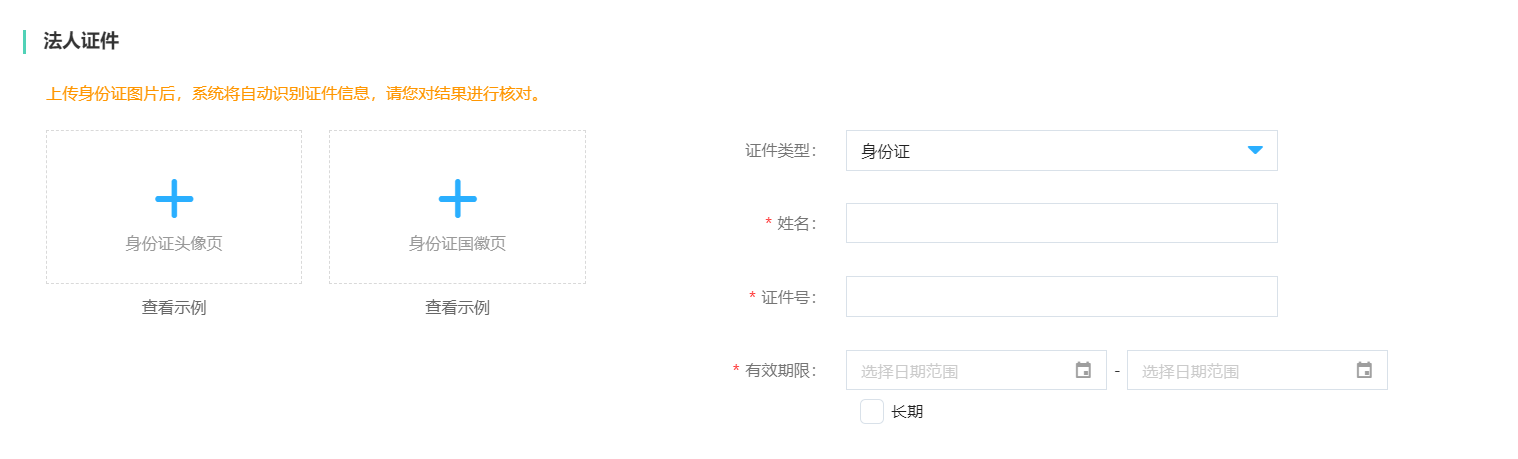 法人证件
上传身份证图片后，系统将自动识别证件信息，请您对结果进行核对。
身份证头像页
身份证国徽页
查看示例
查看示例
证件类型：
身份证
* 姓名：
* 证件号：
* 有效期限：
选择日期范围 - 选择日期范围
长期